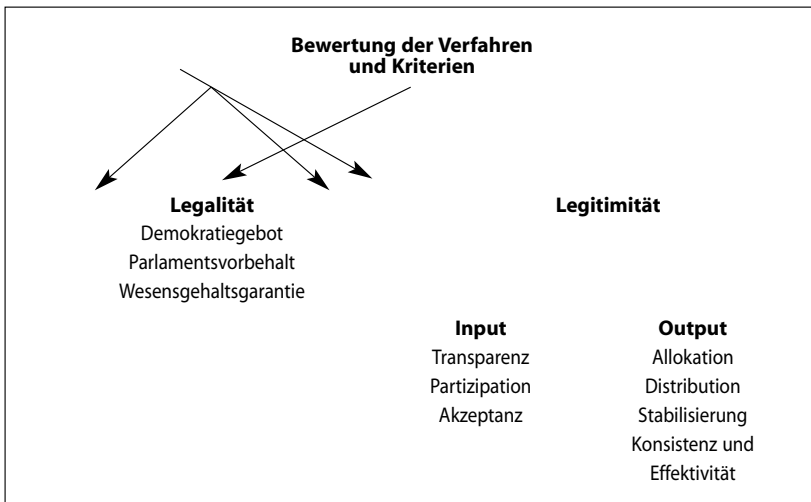 Bewertung der Verfahren
und Kriterien
Legalität
Demokratiegebot
Parlamentsvorbehalt
Wesensgehaltsgarantie
Legitimität
Input
Transparenz
Partizipation
Akzeptanz
Output
Allokation
Distribution
Stabilisierung
Konsistenz und
Effektivität